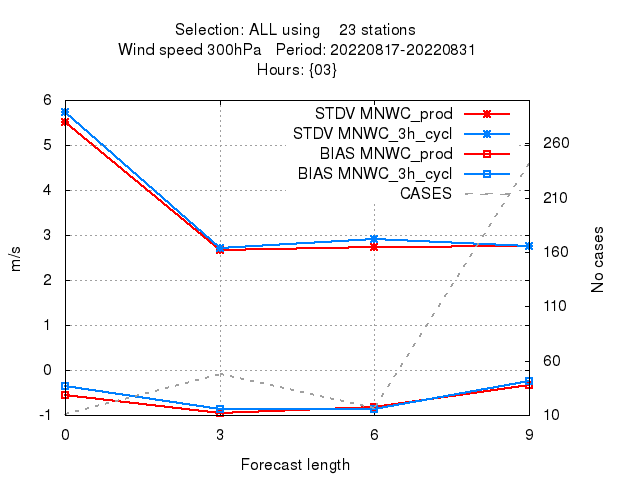 Selection: ALL using    23 stations
Wind speed 300hPa   Period: 20220817-20220831
Hours: {03}
STDV MNWC_prod
STDV MNWC_3h_cycl
BIAS MNWC_prod
BIAS MNWC_3h_cycl
CASES
6
5
4
3
2
1
0
-1
m/s
260
210
160
110
60
10
No cases
0 3 6 9
Forecast length